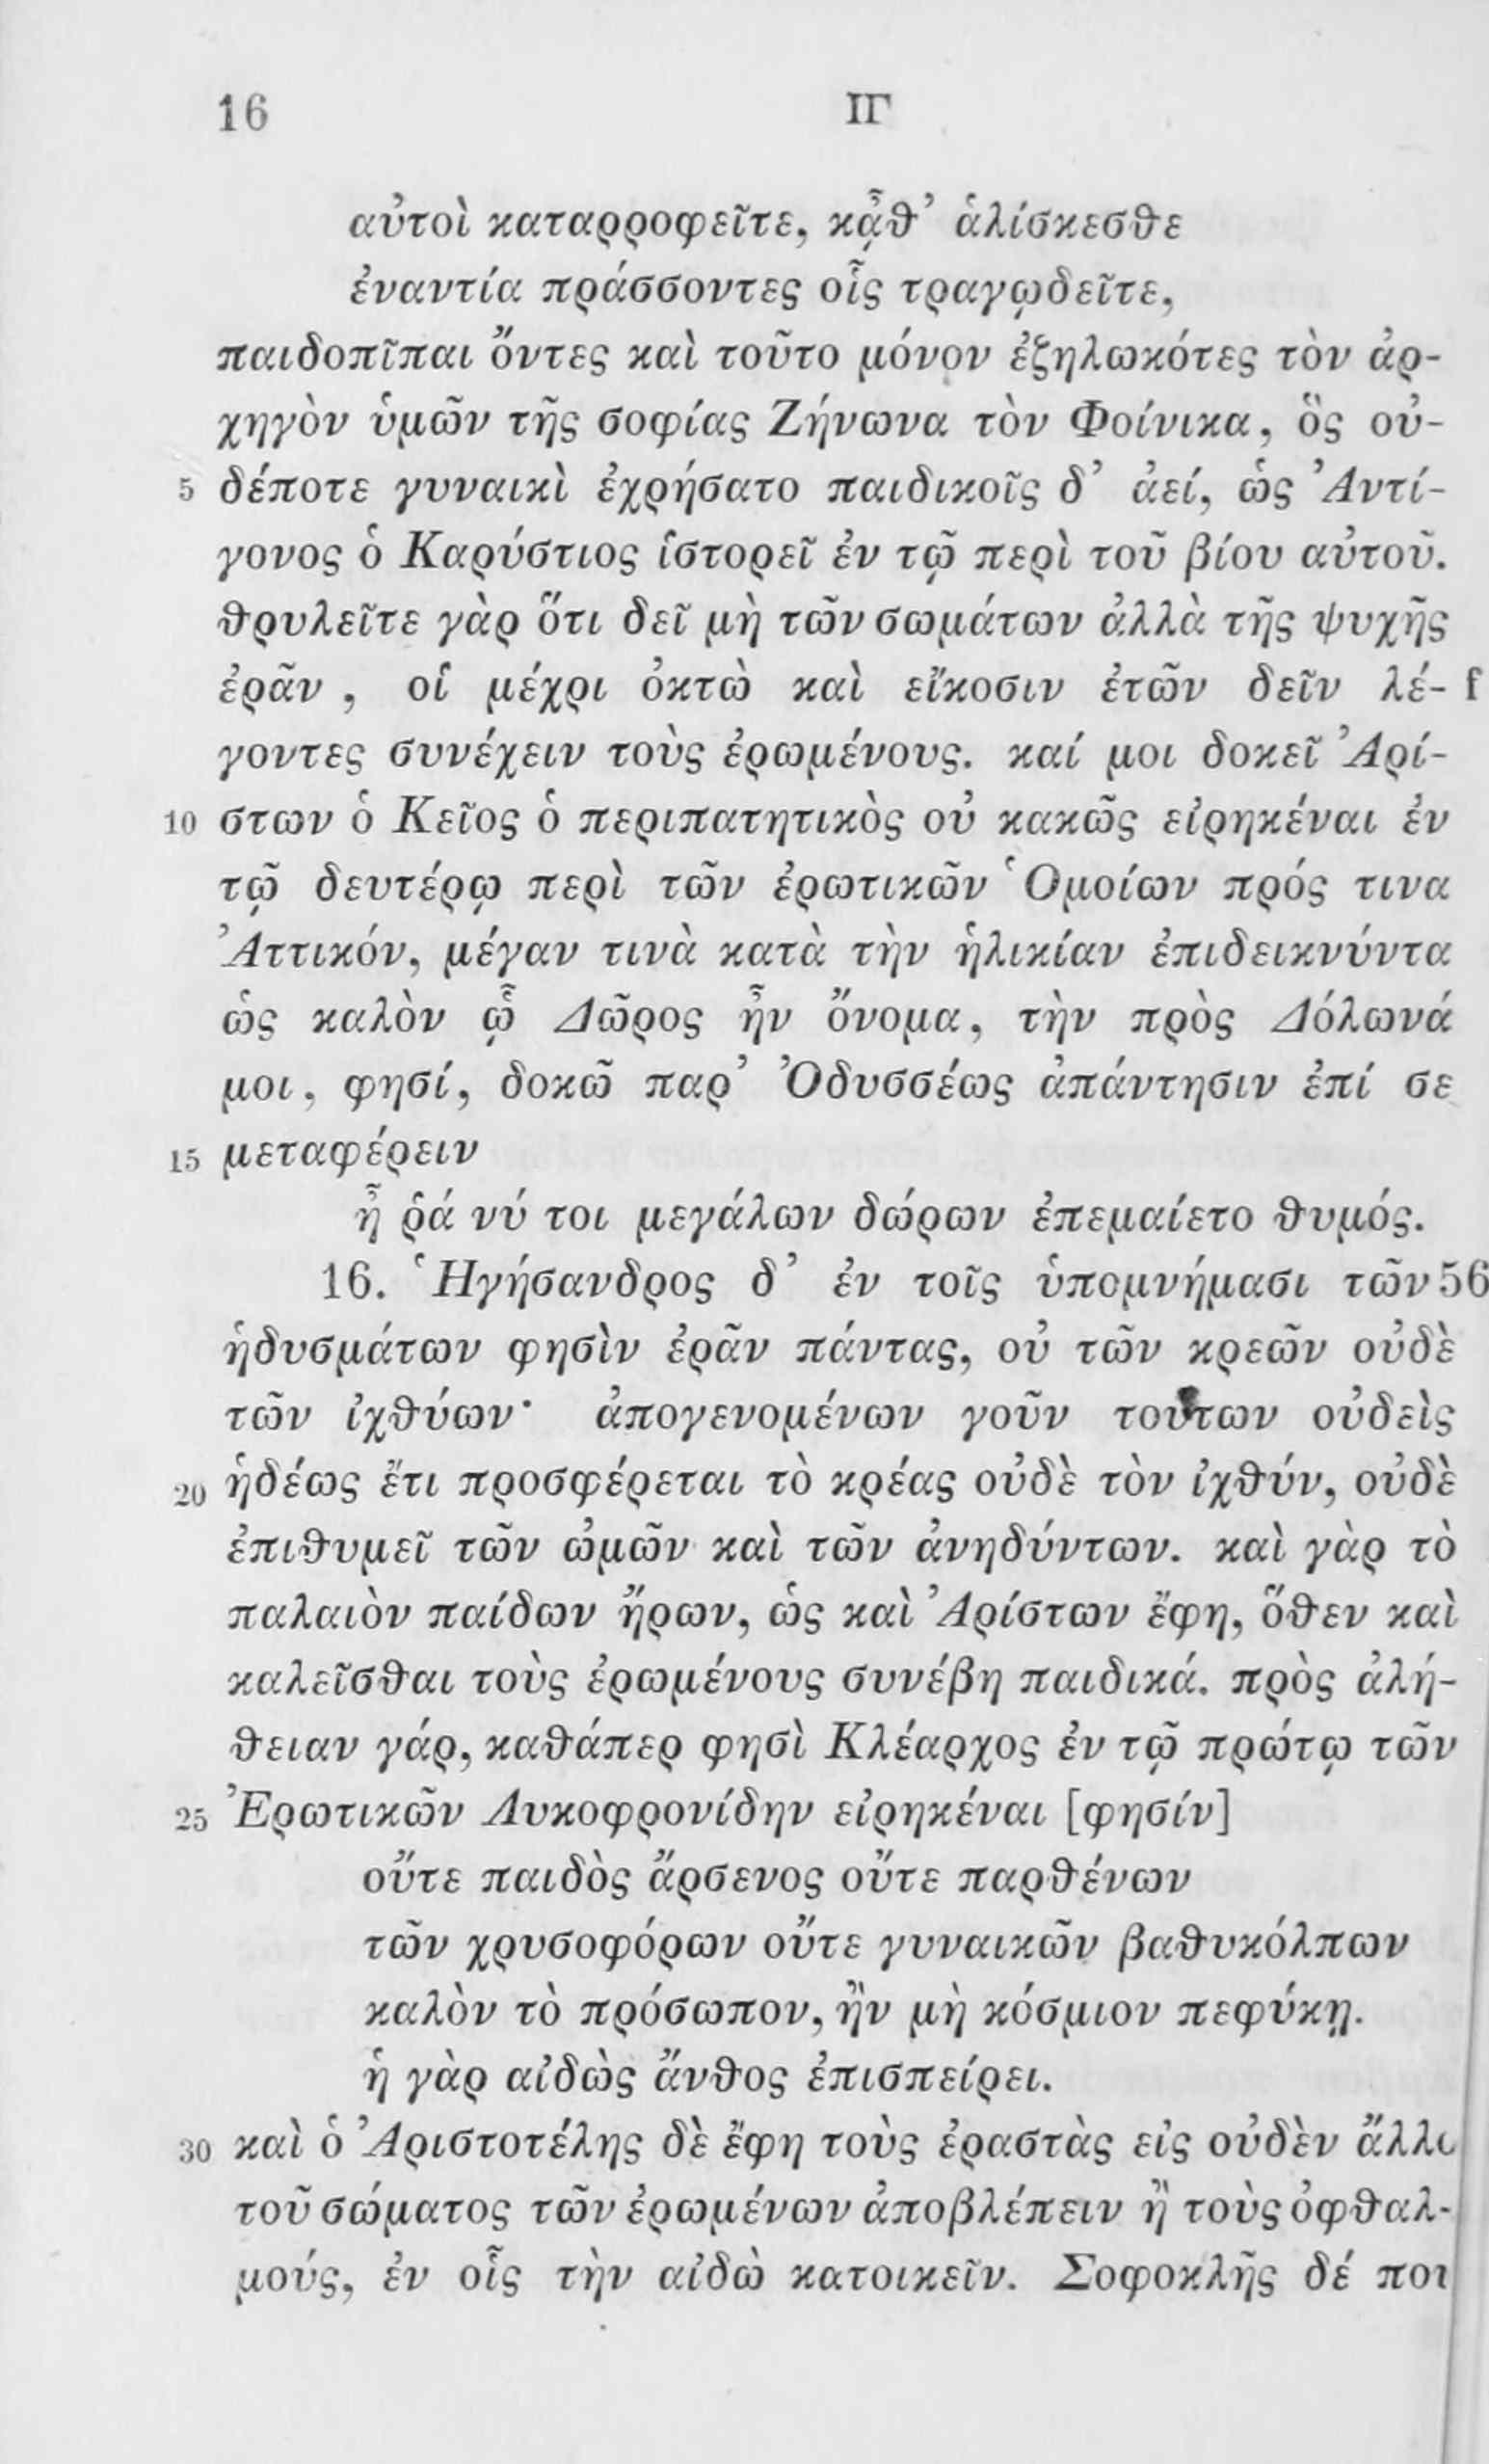 16 ΙΓ
αὐτοὶ καταρροφεῖτε, κᾆθ' ἁλίσκεσθε
ἐναντία πράσσοντες οἷς τραγῳδεῖτε,
παιδοπῖπαι ὄντες καὶ τοῦτο μόνον ἐζηλωκότες τὸν ἀρ-
χηγὸν ὑμῶν τῆς σοφίας Ζήνωνα τὸν Φοίνικα, ὃς οὐ-
5 δέποτε γυναικὶ ἐχρήσατο παιδικοῖς δ' ἀεί, ὡς Ἀντί-
γονος ὁ Καρύστιος ἱστορεῖ ἐν τῷ περὶ τοῦ βίου αὐτοῦ.
θρυλεῖτε γὰρ ὅτι δεῖ μὴ τῶν σωμάτων ἀλλὰ τῆς ψυχῆς
ἐρᾶν, οἱ μέχρι ὀκτὼ καὶ εἴκοσιν ἐτῶν δεῖν λέ- f
γοντες συνέχειν τοὺς ἐρωμένους. καί μοι δοκεῖ Ἀρί-
10 στων ὁ Κεῖος ὁ περιπατητικὸς οὐ κακῶς εἰρηκέναι ἐν
τῷ δευτέρῳ περὶ τῶν ἐρωτικῶν Ὁμοίων πρός τινα
Ἀττικόν, μέγαν τινὰ κατὰ τὴν ἡλικίαν ἐπιδεικνύντα
ὡς καλὸν ᾧ Δῶρος ἦν ὄνομα, τὴν πρὸς Δόλωνά
μοι, φησί, δοκῶ παρ' Ὀδυσσέως ἀπάντησιν ἐπί σε
15 μεταφέρειν
ἦ ῥά νύ τοι μεγάλων δώρων ἐπεμαίετο θυμός.
16. Ἡγήσανδρος δ' ἐν τοῖς ὑπομνήμασι τῶν 56
ἡδυσμάτων φησὶν ἐρᾶν πάντας, οὐ τῶν κρεῶν οὐδὲ
τῶν ἰχθύων· ἀπογενομένων γοῦν τούτων οὐδεὶς
20 ἡδέως ἔτι προσφέρεται τὸ κρέας οὐδὲ τὸν ἰχθύν, οὐδὲ
ἐπιθυμεῖ τῶν ὠμῶν καὶ τῶν ἀνηδύντων. καὶ γὰρ τὸ
παλαιὸν παίδων ἤρων, ὡς καὶ Ἀρίστων ἔφη, ὅθεν καὶ
καλεῖσθαι τοὺς ἐρωμένους συνέβη παιδικά. πρὸς ἀλή-
θειαν γάρ, καθάπερ φησὶ Κλέαρχος ἐν τῷ πρώτῳ τῶν
25 Ἐρωτικῶν Λυκοφρονίδην εἰρηκέναι [φησίν]
οὔτε παιδὸς ἄρσενος οὔτε παρθένων
τῶν χρυσοφόρων οὔτε γυναικῶν βαθυκόλπων
καλὸν τὸ πρόσωπον, ἢν μὴ κόσμιον πεφύκῃ.
ἡ γὰρ αἰδὼς ἄνθος ἐπισπείρει.
30 καὶ ὁ Ἀριστοτέλης δὲ ἔφη τοὺς ἐραστὰς εἰς οὐδὲν ἄλλο
τοῦ σώματος τῶν ἐρωμένων ἀποβλέπειν ἢ τοὺς ὀφθαλ-
μούς, ἐν οἷς τὴν αἰδὼ κατοικεῖν. Σοφοκλῆς δέ που